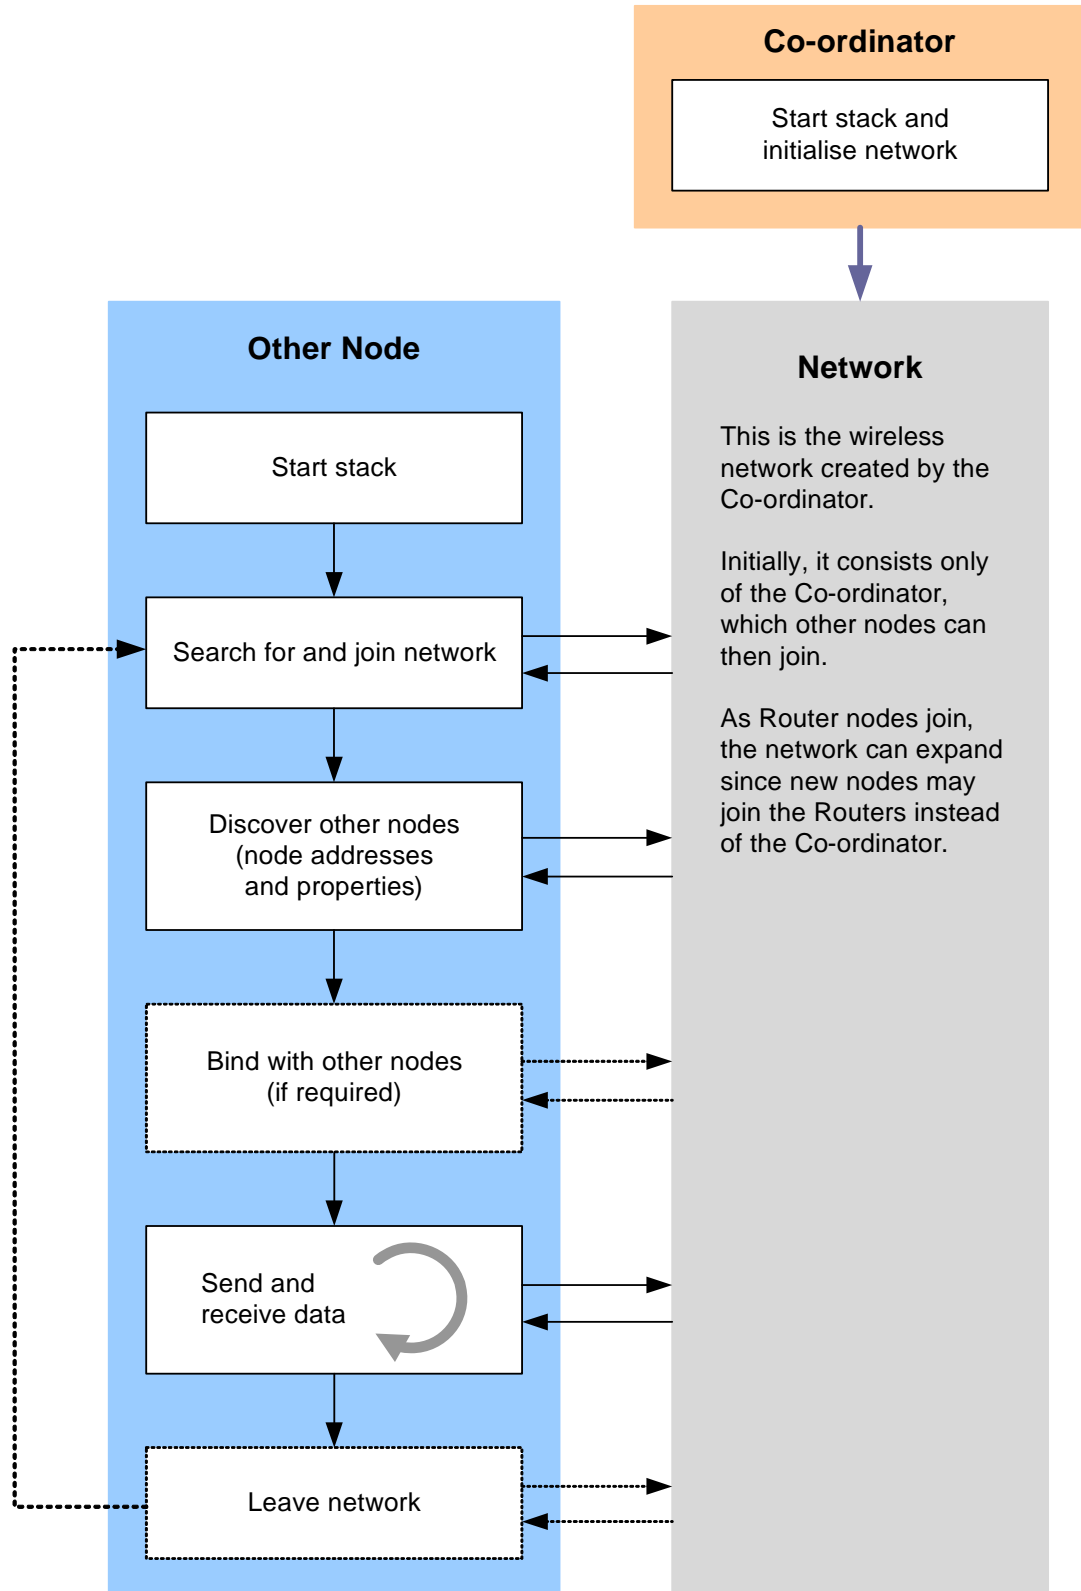 Co-ordinator
Start stack and
initialise network
Other Node
Start stack
Search for and join network
Discover other nodes
(node addresses
and properties)
Bind with other nodes
(if required)
Send and
receive data
Leave network
Network
This is the wireless
network created by the
Co-ordinator.
Initially, it consists only
of the Co-ordinator,
which other nodes can
then join.
As Router nodes join,
the network can expand
since new nodes may
join the Routers instead
of the Co-ordinator.